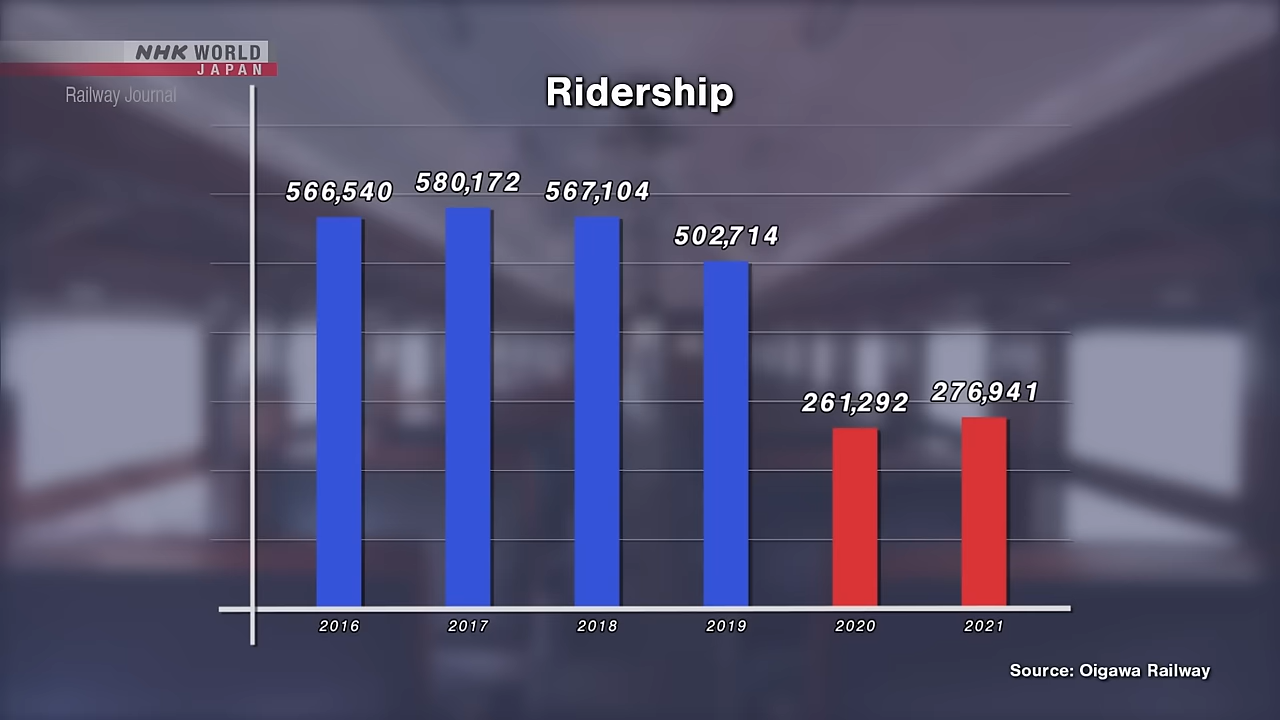 NHK WORLD
JAPAN
Railway Journal
Ridership
566,540
580,172
567,104
502,714
261,292
276,941
2016
2017
2018
2019
2020
2021
Source: Oigawa Railway